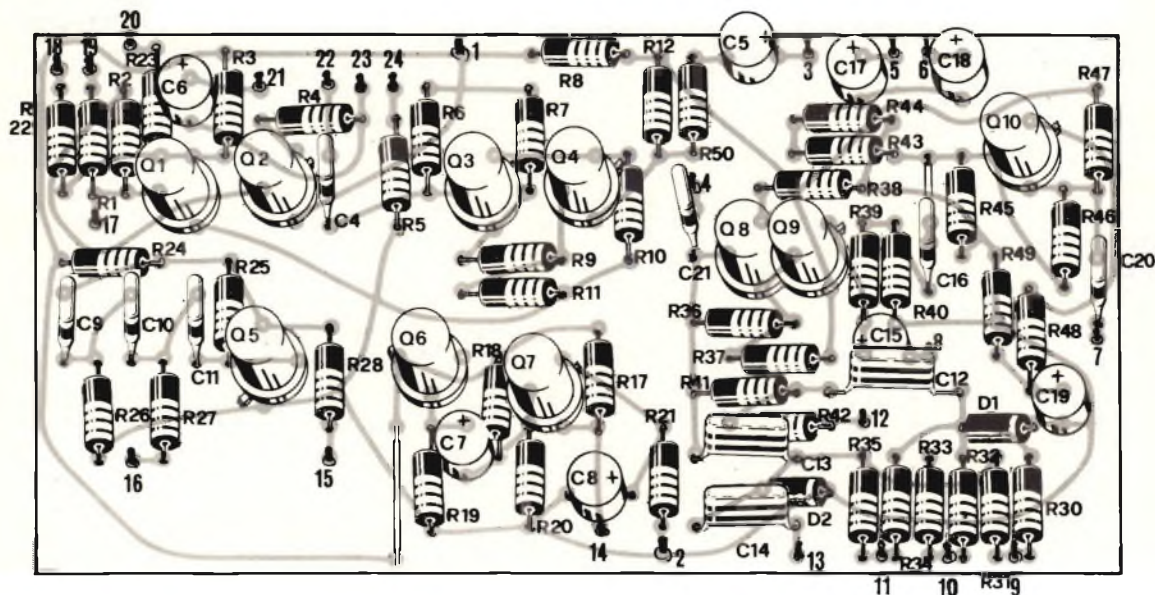 20
18 19 R23 R3 22 23 24 1 R12 C5 + 3 + 5 6 + C18
R2 + C6 21 R8 C17 R47
R22 R4 R6 R7 R44 Q10
Q1 Q2 Q3 Q4 R50 R43
R1 4 R38 R46
17 C4 R5 Q8 Q9 R39 R45
R24 R9 R10 C21 C16 R49 C20
R25 R11
C9 C10 Q5 Q6 R36 R40 R48
C11 R28 R18 Q7 R37 C15 + 8 7
R26 R27 R17 R41 C12 + C19
C7 + R21 R42 12 D1
16 15 C8 + C13 R35 R33 R32
R19 R20 D2 R30
14 2 C14 13 R34 R31
11 10 9